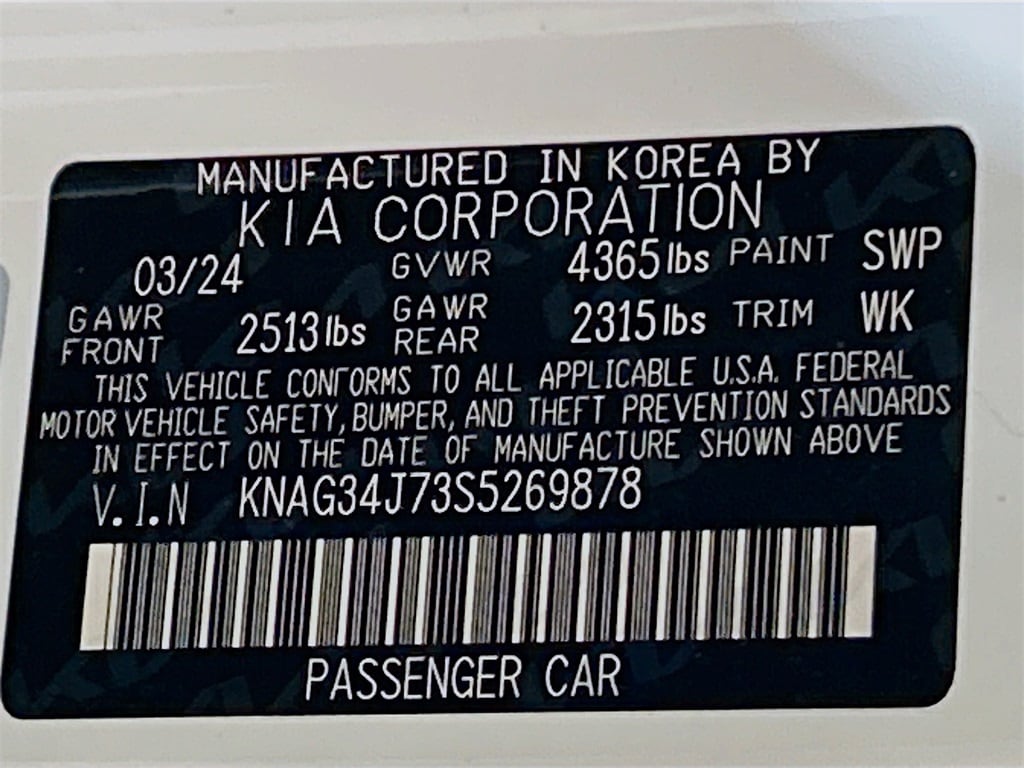 MANUFACTURED IN KOREA BY
KIA CORPORATION
03/24 GVWR 4365 lbs PAINT SWP
GAWR FRONT 2513 lbs GAWR REAR 2315 lbs TRIM WK
THIS VEHICLE CONFORMS TO ALL APPLICABLE U.S.A. FEDERAL
MOTOR VEHICLE SAFETY, BUMPER, AND THEFT PREVENTION STANDARDS
IN EFFECT ON THE DATE OF MANUFACTURE SHOWN ABOVE
V.I.N KNAG34J73S5269878
PASSENGER CAR